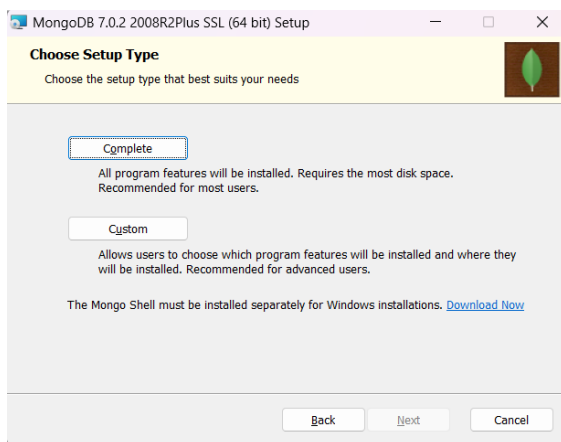 MongoDB 7.0.2 2008R2Plus SSL (64 bit) Setup
Choose Setup Type
Choose the setup type that best suits your needs
Complete
All program features will be installed. Requires the most disk space.
Recommended for most users.
Custom
Allows users to choose which program features will be installed and where they
will be installed. Recommended for advanced users.
The Mongo Shell must be installed separately for Windows installations. Download Now
Back Next Cancel